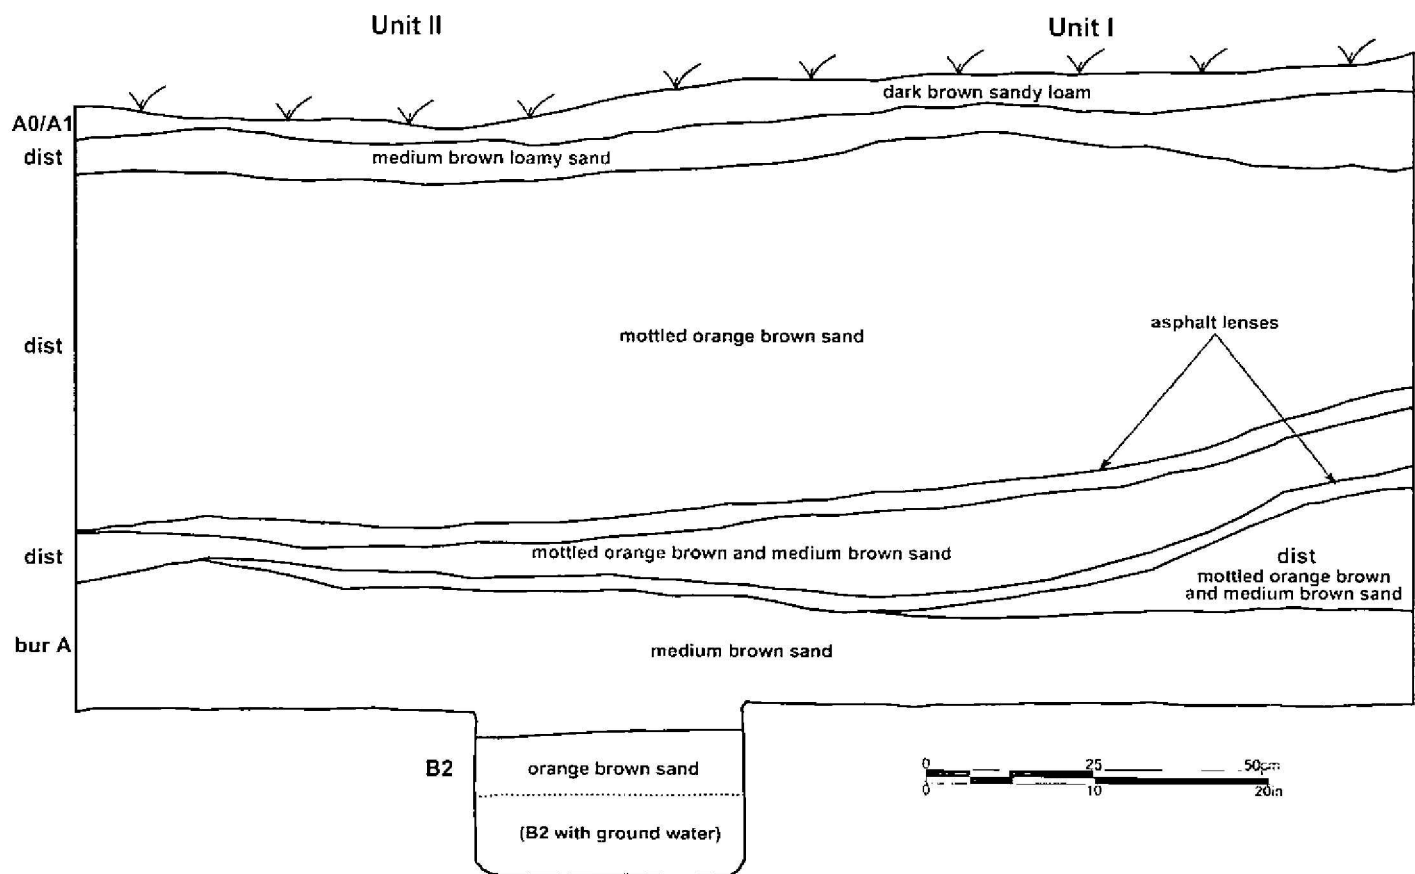 Unit II
Unit I
dark brown sandy loam
A0/A1
dist
medium brown loamy sand
asphalt lenses
mottled orange brown sand
dist
dist
mottled orange brown and medium brown sand
dist
mottled orange brown
and medium brown sand
bur A
medium brown sand
B2
orange brown sand
0 25 50cm
0 10 20in
(B2 with ground water)